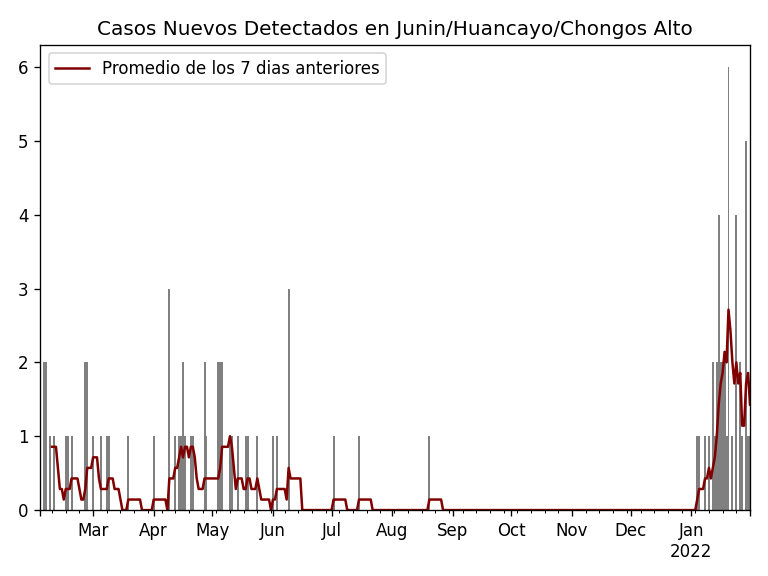 Casos Nuevos Detectados en Junin/Huancayo/Chongos Alto
Promedio de los 7 dias anteriores
6
5
4
3
2
1
0
Mar Apr May Jun Jul Aug Sep Oct Nov Dec Jan
2022